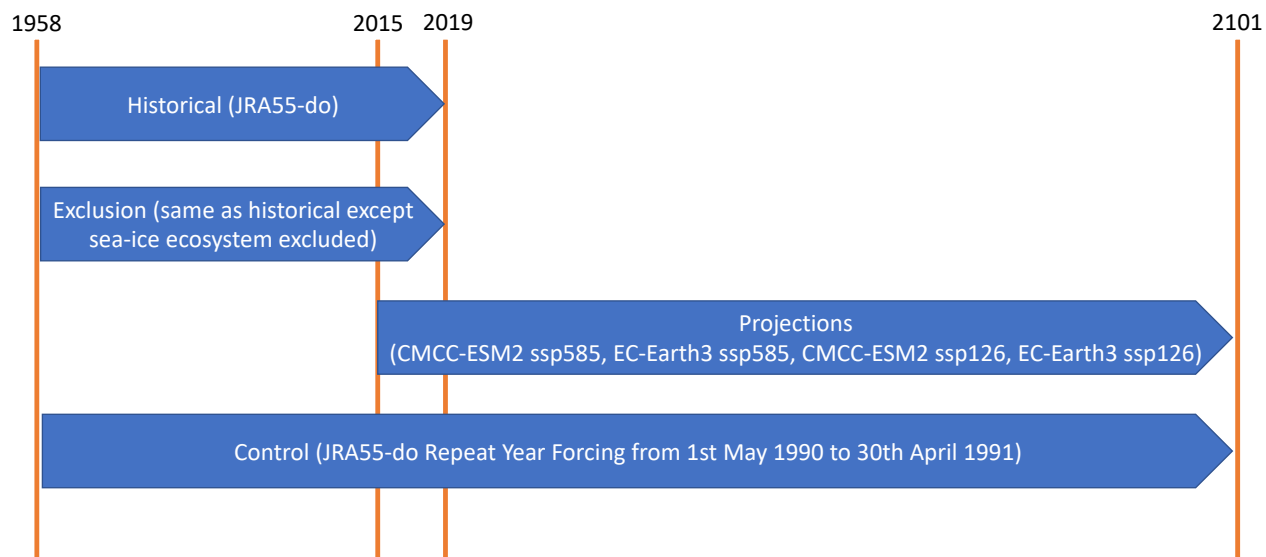 1958
2015
2019
2101
Historical (JRA55-do)
Exclusion (same as historical except
sea-ice ecosystem excluded)
Projections
(CMCC-ESM2 ssp585, EC-Earth3 ssp585, CMCC-ESM2 ssp126, EC-Earth3 ssp126)
Control (JRA55-do Repeat Year Forcing from 1st May 1990 to 30th April 1991)